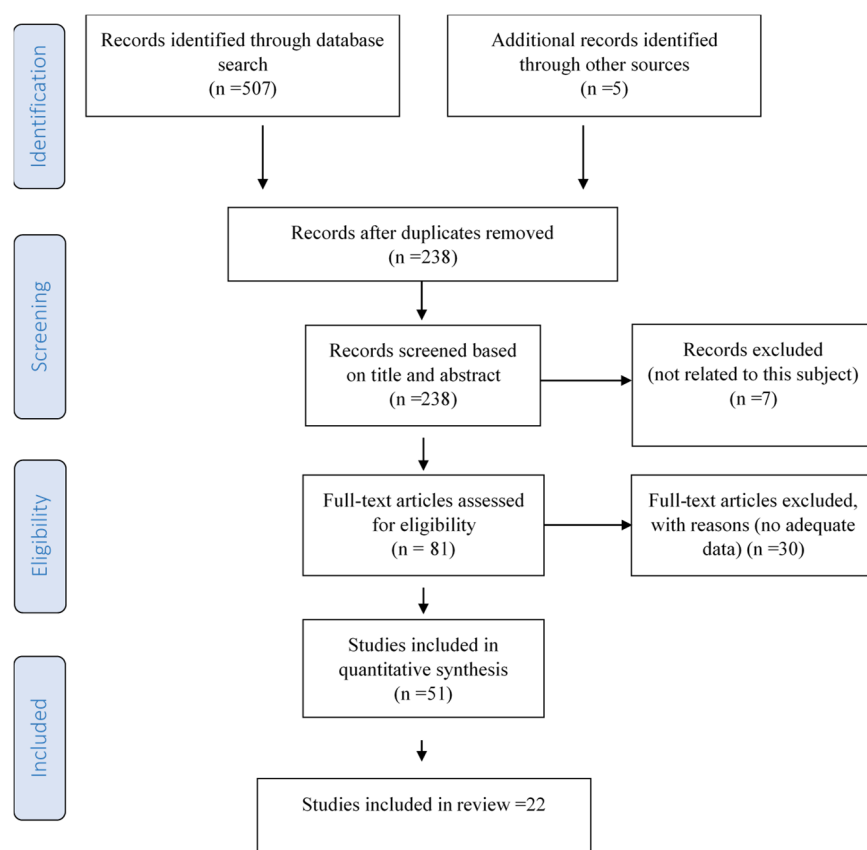 Identification
Records identified through database
search
(n =507)
Additional records identified
through other sources
(n =5)
Records after duplicates removed
(n =238)
Screening
Records screened based
on title and abstract
(n =238)
Records excluded
(not related to this subject)
(n =7)
Eligibility
Full-text articles assessed
for eligibility
(n = 81)
Full-text articles excluded,
with reasons (no adequate
data) (n =30)
Included
Studies included in
quantitative synthesis
(n =51)
Studies included in review =22